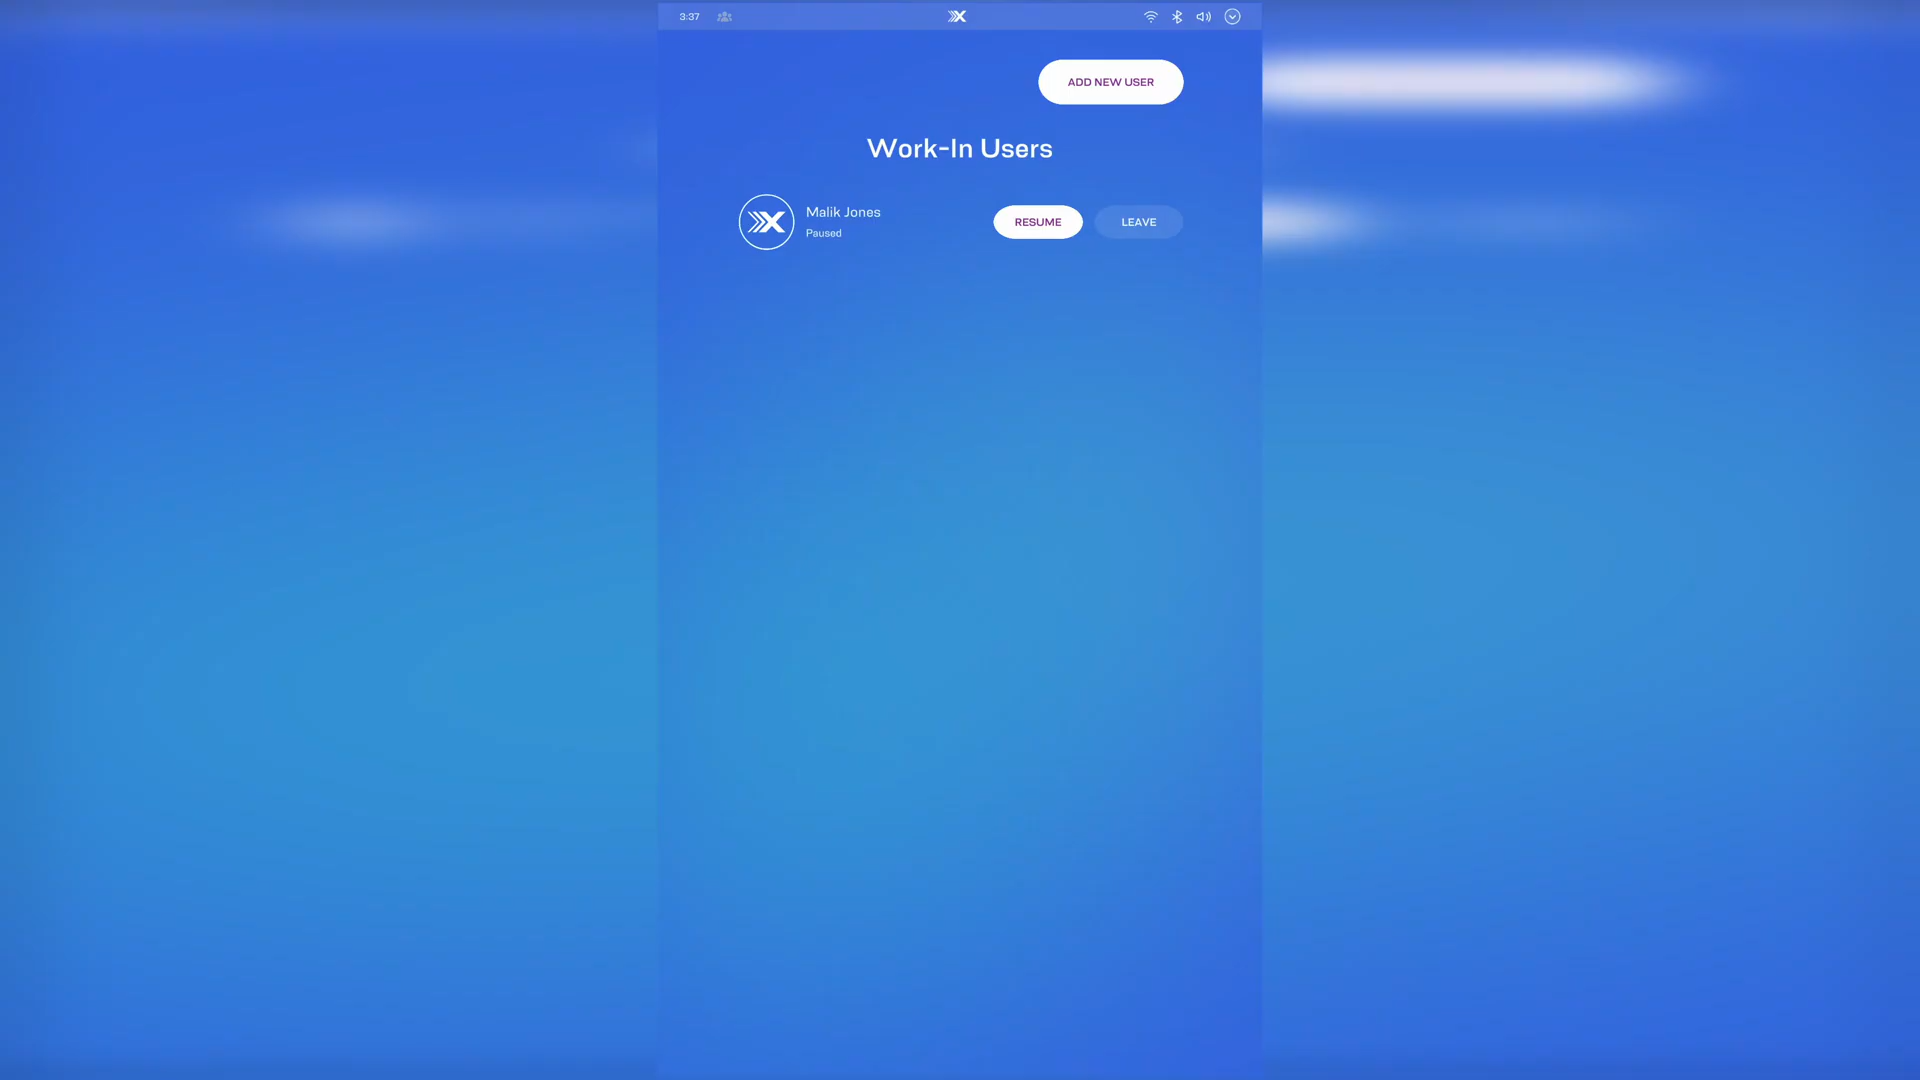 3:37
ADD NEW USER
Work-In Users
Malik Jones
Paused
RESUME
LEAVE